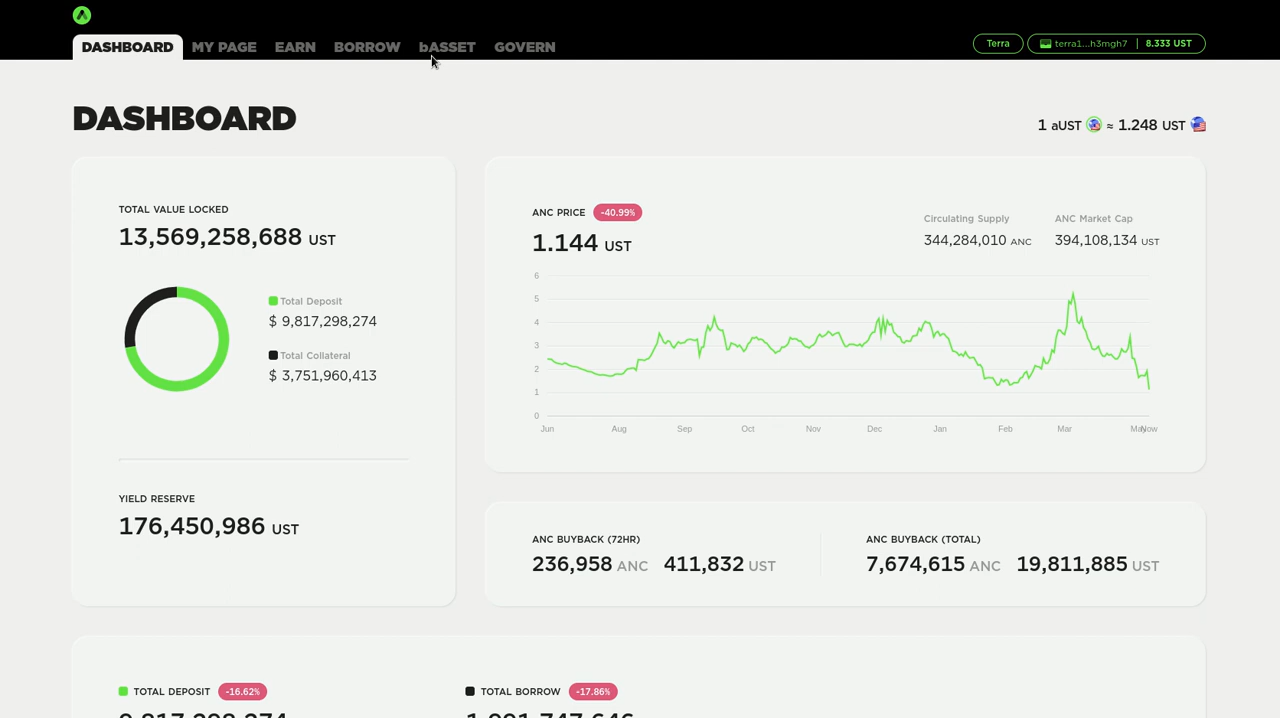 DASHBOARD MY PAGE EARN BORROW bASSET GOVERN
Terra terra1...h3mgh7 8.333 UST
DASHBOARD
1 aUST ≈ 1.248 UST
TOTAL VALUE LOCKED
13,569,258,688 UST
Total Deposit
$ 9,817,298,274
Total Collateral
$ 3,751,960,413
YIELD RESERVE
176,450,986 UST
ANC PRICE -40.99%
1.144 UST
Circulating Supply
344,284,010 ANC
ANC Market Cap
394,108,134 UST
6
5
4
3
2
1
0
Jun Aug Sep Oct Nov Dec Jan Feb Mar May Now
ANC BUYBACK (72HR)
236,958 ANC 411,832 UST
ANC BUYBACK (TOTAL)
7,674,615 ANC 19,811,885 UST
TOTAL DEPOSIT -16.62%
9,817,298,274
TOTAL BORROW -17.86%